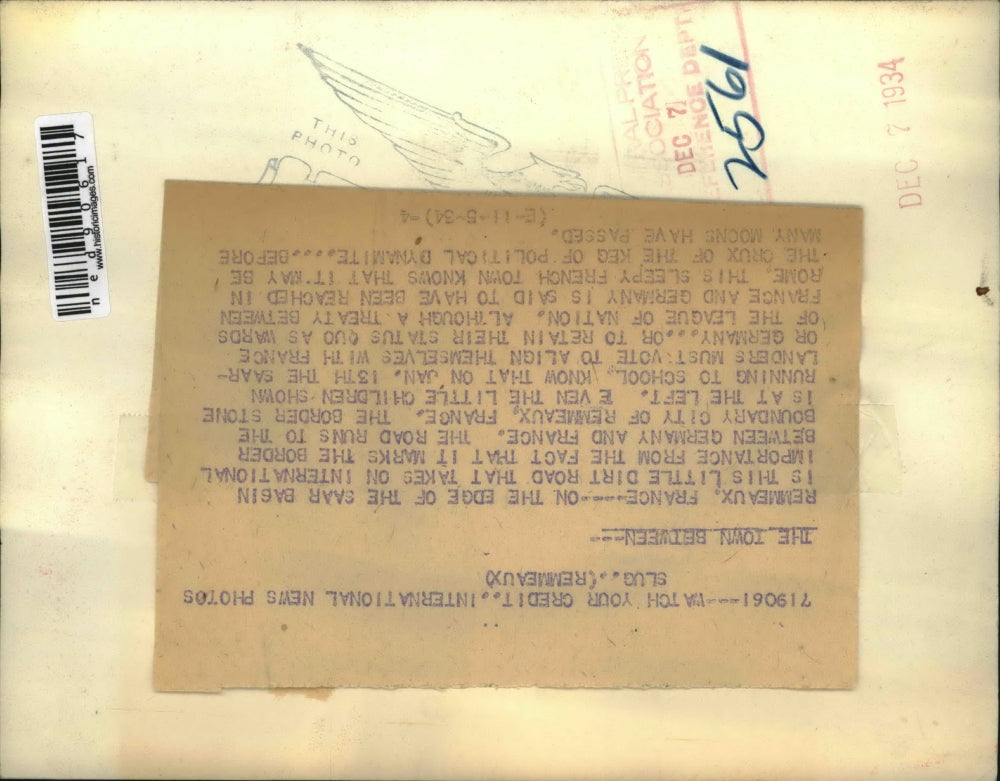 719061---WATCH YOUR CREDIT..INTERNATIONAL NEWS PHOTOS
SLUG..(REMMEAUX)
THE TOWN BETWEEN---
REMMEAUX, FRANCE----ON THE EDGE OF THE SAAR BASIN
IS THIS LITTLE DIRT ROAD THAT TAKES ON INTERNATIONAL
IMPORTANCE FROM THE FACT THAT IT MARKS THE BORDER
BETWEEN GERMANY AND FRANCE. THE ROAD RUNS TO THE
BOUNDARY CITY OF REMMEAUX, FRANCE. THE BORDER STONE
IS AT THE LEFT. E VEN THE LITTLE CHILDREN SHOWN
RUNNING TO SCHOOL, KNOW THAT ON JAN. 13TH THE SAAR-
LANDERS MUST VOTE TO ALIGN THEMSELVES WITH FRANCE
OR GERMANY....OR TO RETAIN THEIR STATUS QUO AS WARDS
OF THE LEAGUE OF NATION. ALTHOUGH A TREATY BETWEEN
FRANCE AND GERMANY IS SAID TO HAVE BEEN REACHED IN
ROME, THIS SLEEPY FRENCH TOWN KNOWS THAT IT MAY BE
THE CRUX OF THE KEG OF POLITICAL DYNAMITE.....BEFORE
MANY MOONS HAVE PASSED.
(E-11-5-34)-4
THIS
PHOTO
DEC 7
2561
DEC 7 1934
ned90617
www.historicimages.com